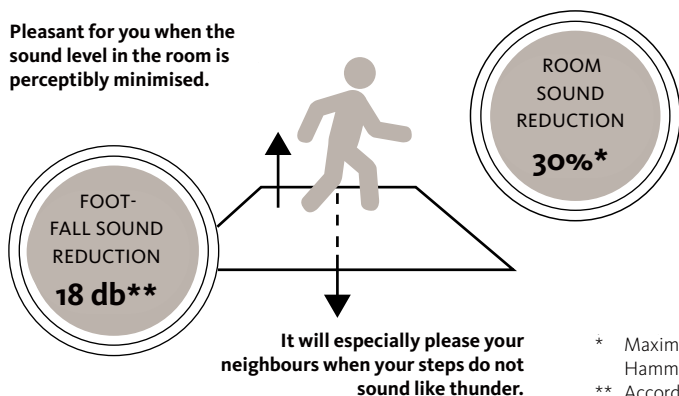 Pleasant for you when the
sound level in the room is
perceptibly minimised.
ROOM
SOUND
REDUCTION
30%*
FOOT-
FALL SOUND
REDUCTION
18 db**
It will especially please your
neighbours when your steps do not
sound like thunder.
*
**